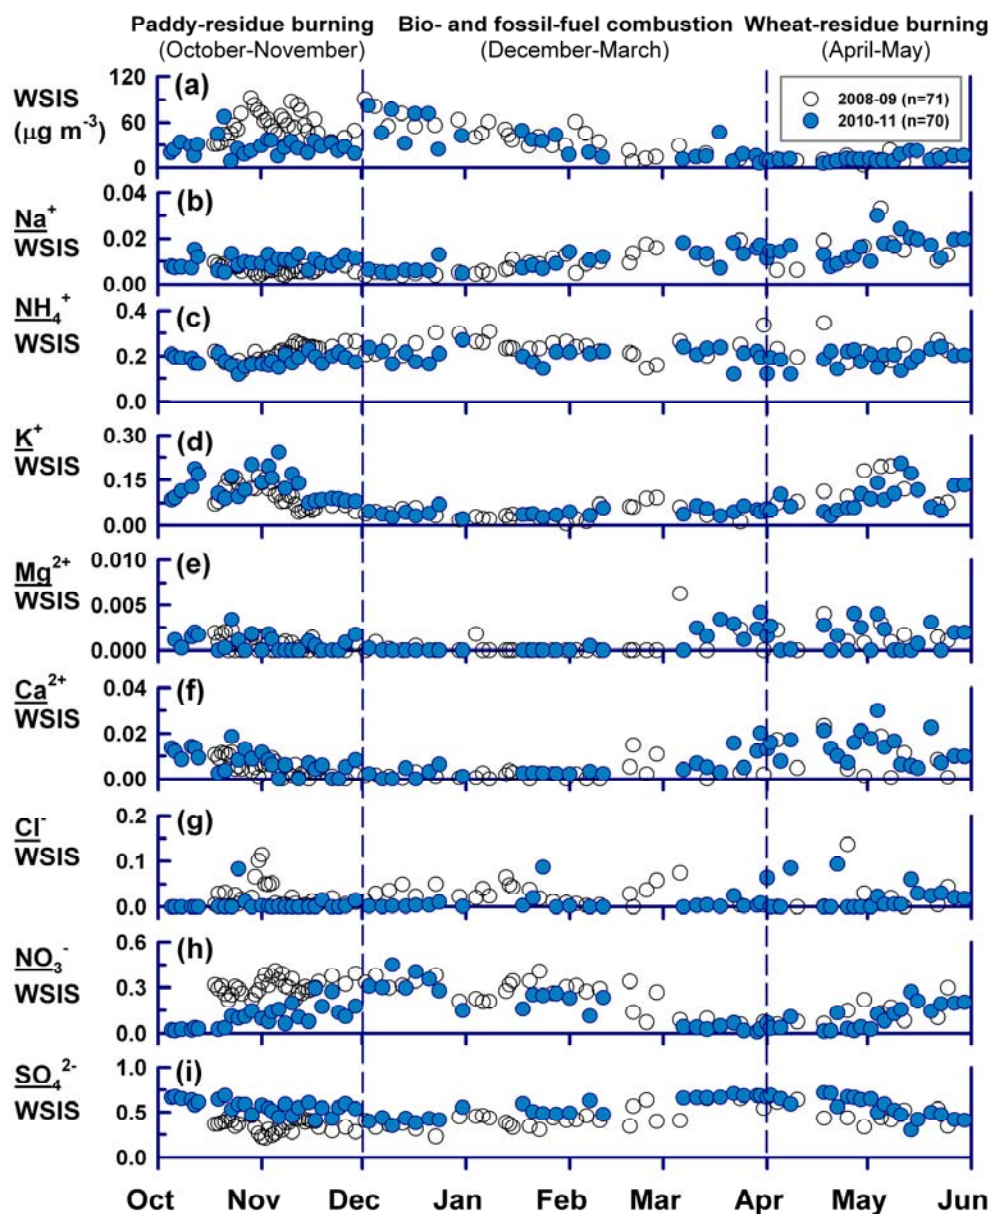 Paddy-residue burning Bio- and fossil-fuel combustion Wheat-residue burning
(October-November) (December-March) (April-May)
WSIS
(µg m⁻³)
120
60
0
(a)
2008-09 (n=71)
2010-11 (n=70)
Na⁺
WSIS
0.04
0.02
0.00
(b)
NH₄⁺
WSIS
0.4
0.2
0.0
(c)
K⁺
WSIS
0.30
0.15
0.00
(d)
Mg²⁺
WSIS
0.010
0.005
0.000
(e)
Ca²⁺
WSIS
0.04
0.02
0.00
(f)
Cl⁻
WSIS
0.2
0.1
0.0
(g)
NO₃⁻
WSIS
0.6
0.3
0.0
(h)
SO₄²⁻
WSIS
1.0
0.5
0.0
(i)
Oct Nov Dec Jan Feb Mar Apr May Jun